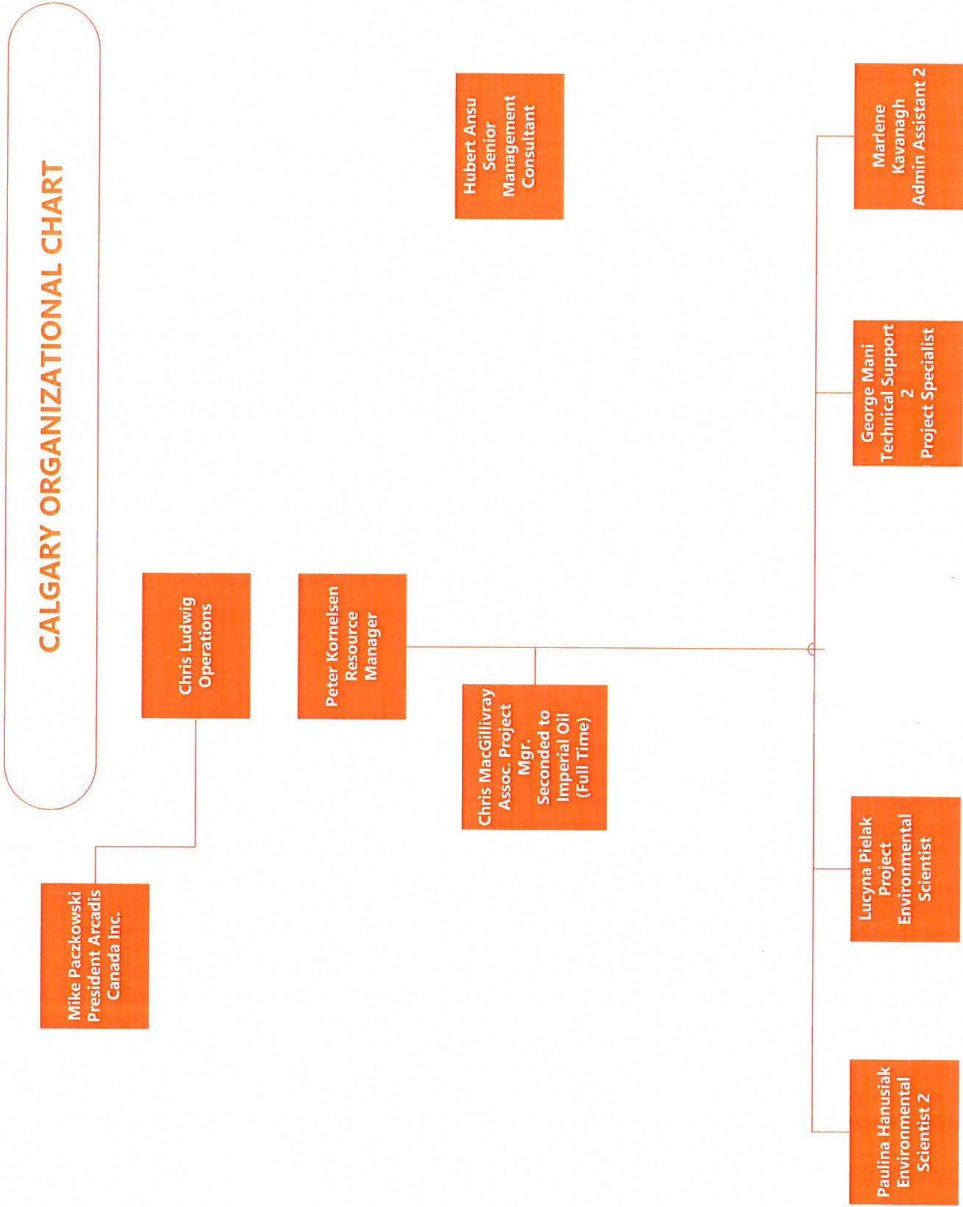 CALGARY ORGANIZATIONAL CHART
Mike Paczkowski
President Arcadis
Canada Inc.
Chris Ludwig
Operations
Peter Kornelsen
Resource
Manager
Chris MacGillivray
Assoc. Project
Mgr.
Seconded to
Imperial Oil
(Full Time)
Hubert Ansu
Senior
Management
Consultant
Paulina Hanusiak
Environmental
Scientist 2
Lucyna Pielak
Project
Environmental
Scientist
George Mani
Technical Support
2
Project Specialist
Marlene
Kavanagh
Admin Assistant 2